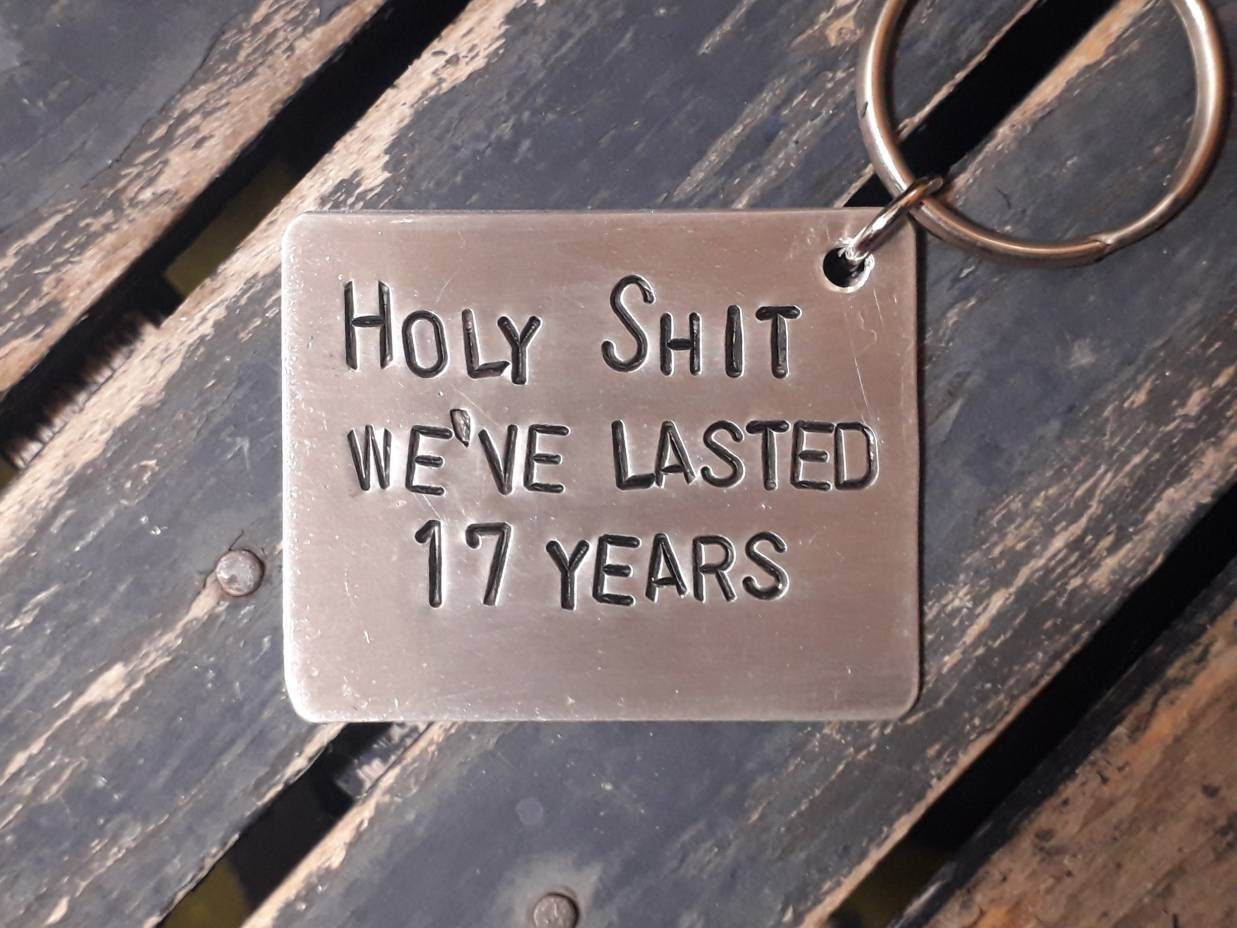 Holy Shit
WE'VE LASTED
17 YEARS